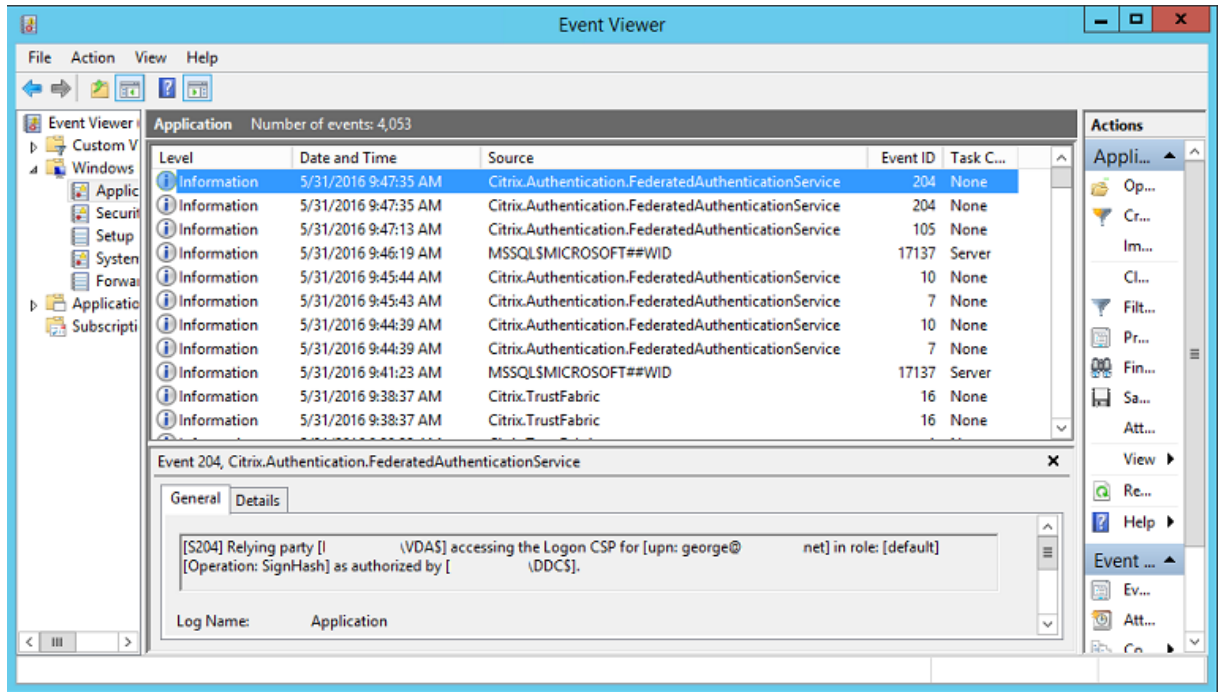 Event Viewer
File Action View Help
Event Viewer
Custom V
Windows
Applic
Securit
Setup
System
Forwar
Applicatio
Subscripti
Application Number of events: 4,053
Level Date and Time Source Event ID Task C...
Information 5/31/2016 9:47:35 AM Citrix.Authentication.FederatedAuthenticationService 204 None
Information 5/31/2016 9:47:35 AM Citrix.Authentication.FederatedAuthenticationService 204 None
Information 5/31/2016 9:47:13 AM Citrix.Authentication.FederatedAuthenticationService 105 None
Information 5/31/2016 9:46:19 AM MSSQL$MICROSOFT##WID 17137 Server
Information 5/31/2016 9:45:44 AM Citrix.Authentication.FederatedAuthenticationService 10 None
Information 5/31/2016 9:45:43 AM Citrix.Authentication.FederatedAuthenticationService 7 None
Information 5/31/2016 9:44:39 AM Citrix.Authentication.FederatedAuthenticationService 10 None
Information 5/31/2016 9:44:39 AM Citrix.Authentication.FederatedAuthenticationService 7 None
Information 5/31/2016 9:41:23 AM MSSQL$MICROSOFT##WID 17137 Server
Information 5/31/2016 9:38:37 AM Citrix.TrustFabric 16 None
Information 5/31/2016 9:38:37 AM Citrix.TrustFabric 16 None
Event 204, Citrix.Authentication.FederatedAuthenticationService
General Details
[S204] Relying party [I \VDA$] accessing the Logon CSP for [upn: george@ net] in role: [default]
[Operation: SignHash] as authorized by [ \DDC$].
Log Name: Application
Actions
Appli...
Op...
Cr...
Im...
Cl...
Filt...
Pr...
Fin...
Sa...
Att...
View
Re...
Help
Event ...
Ev...
Att...
Co...